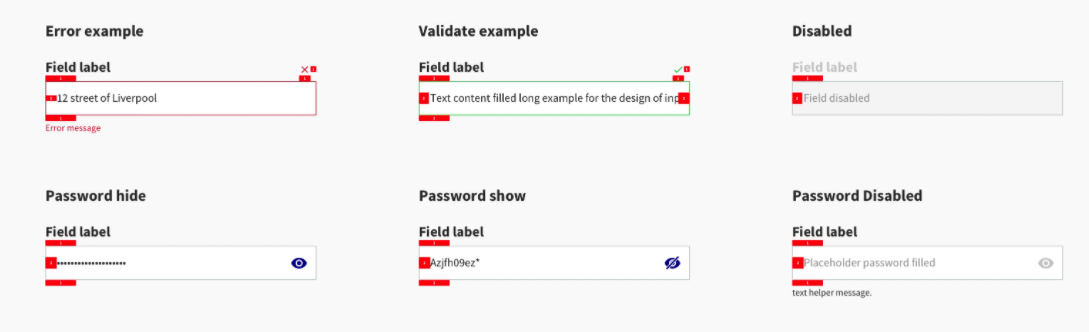 Error example
Validate example
Disabled
Field label
Field label
Field label
12 street of Liverpool
Text content filled long example for the design of inp
Field disabled
Error message
Password hide
Password show
Password Disabled
Field label
Field label
Field label
••••••••••••••••••••
Azjfh09ez*
Placeholder password filled
text helper message.